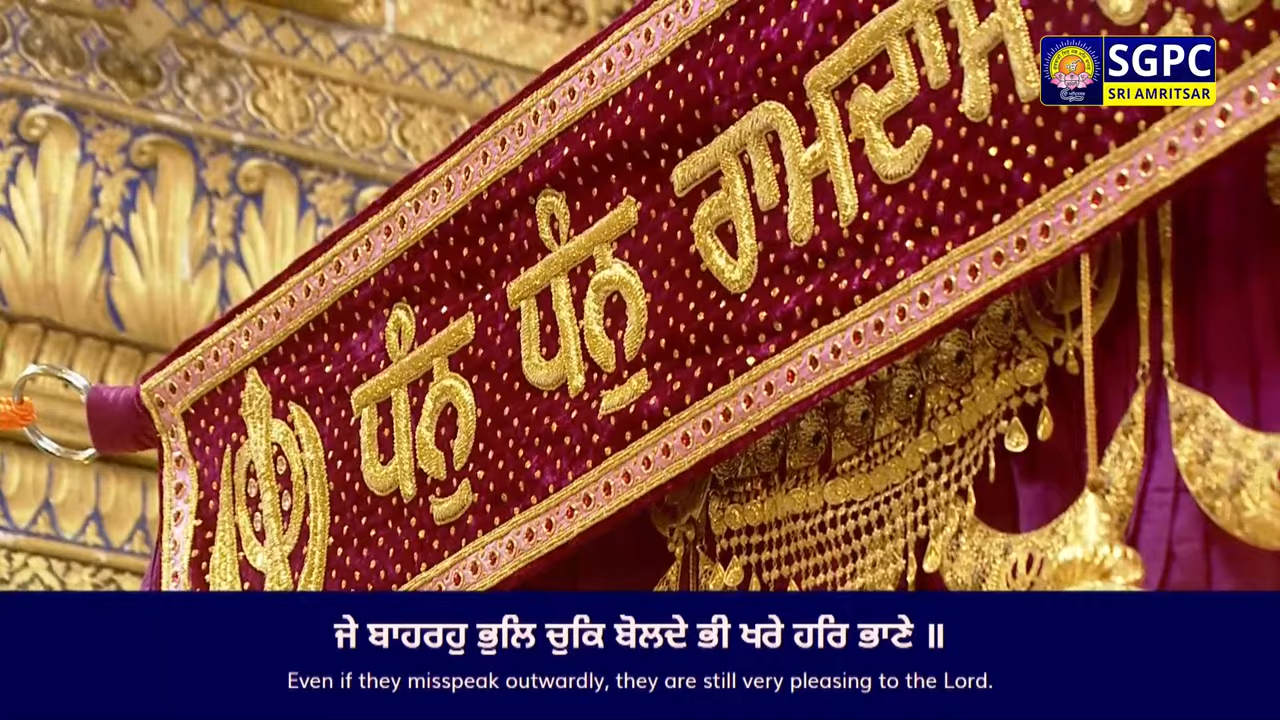 SGPC
SRI AMRITSAR
ਧੰਨੁ ਧੰਨੁ ਰਾਮਦਾਸ
ਜੇ ਬਾਹਰਹੁ ਭੁਲਿ ਚੁਕਿ ਬੋਲਦੇ ਭੀ ਖਰੇ ਹਰਿ ਭਾਣੇ ॥
Even if they misspeak outwardly, they are still very pleasing to the Lord.